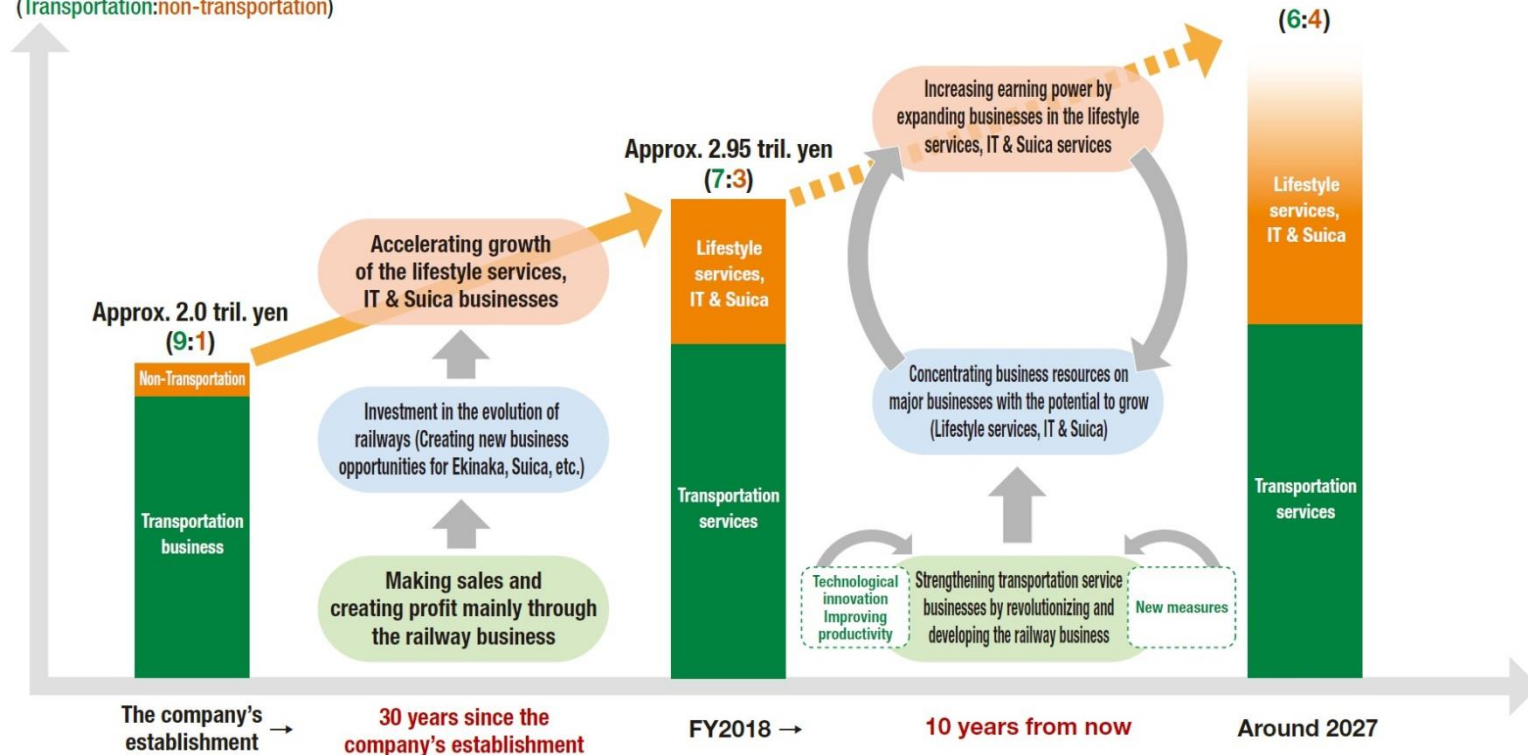 (Transportation:non-transportation)
(6:4)
Increasing earning power by
expanding businesses in the lifestyle
services, IT & Suica services
Approx. 2.95 tril. yen
(7:3)
Lifestyle
services,
IT & Suica
Accelerating growth
of the lifestyle services,
IT & Suica businesses
Lifestyle
services,
IT & Suica
Approx. 2.0 tril. yen
(9:1)
Non-Transportation
Concentrating business resources on
major businesses with the potential to grow
(Lifestyle services, IT & Suica)
Investment in the evolution of
railways (Creating new business
opportunities for Ekinaka, Suica, etc.)
Transportation
business
Transportation
services
Transportation
services
Making sales and
creating profit mainly through
the railway business
Technological
innovation
Improving
productivity
Strengthening transportation service
businesses by revolutionizing and
developing the railway business
New measures
The company's
establishment →
30 years since the
company's establishment
FY2018 →
10 years from now
Around 2027